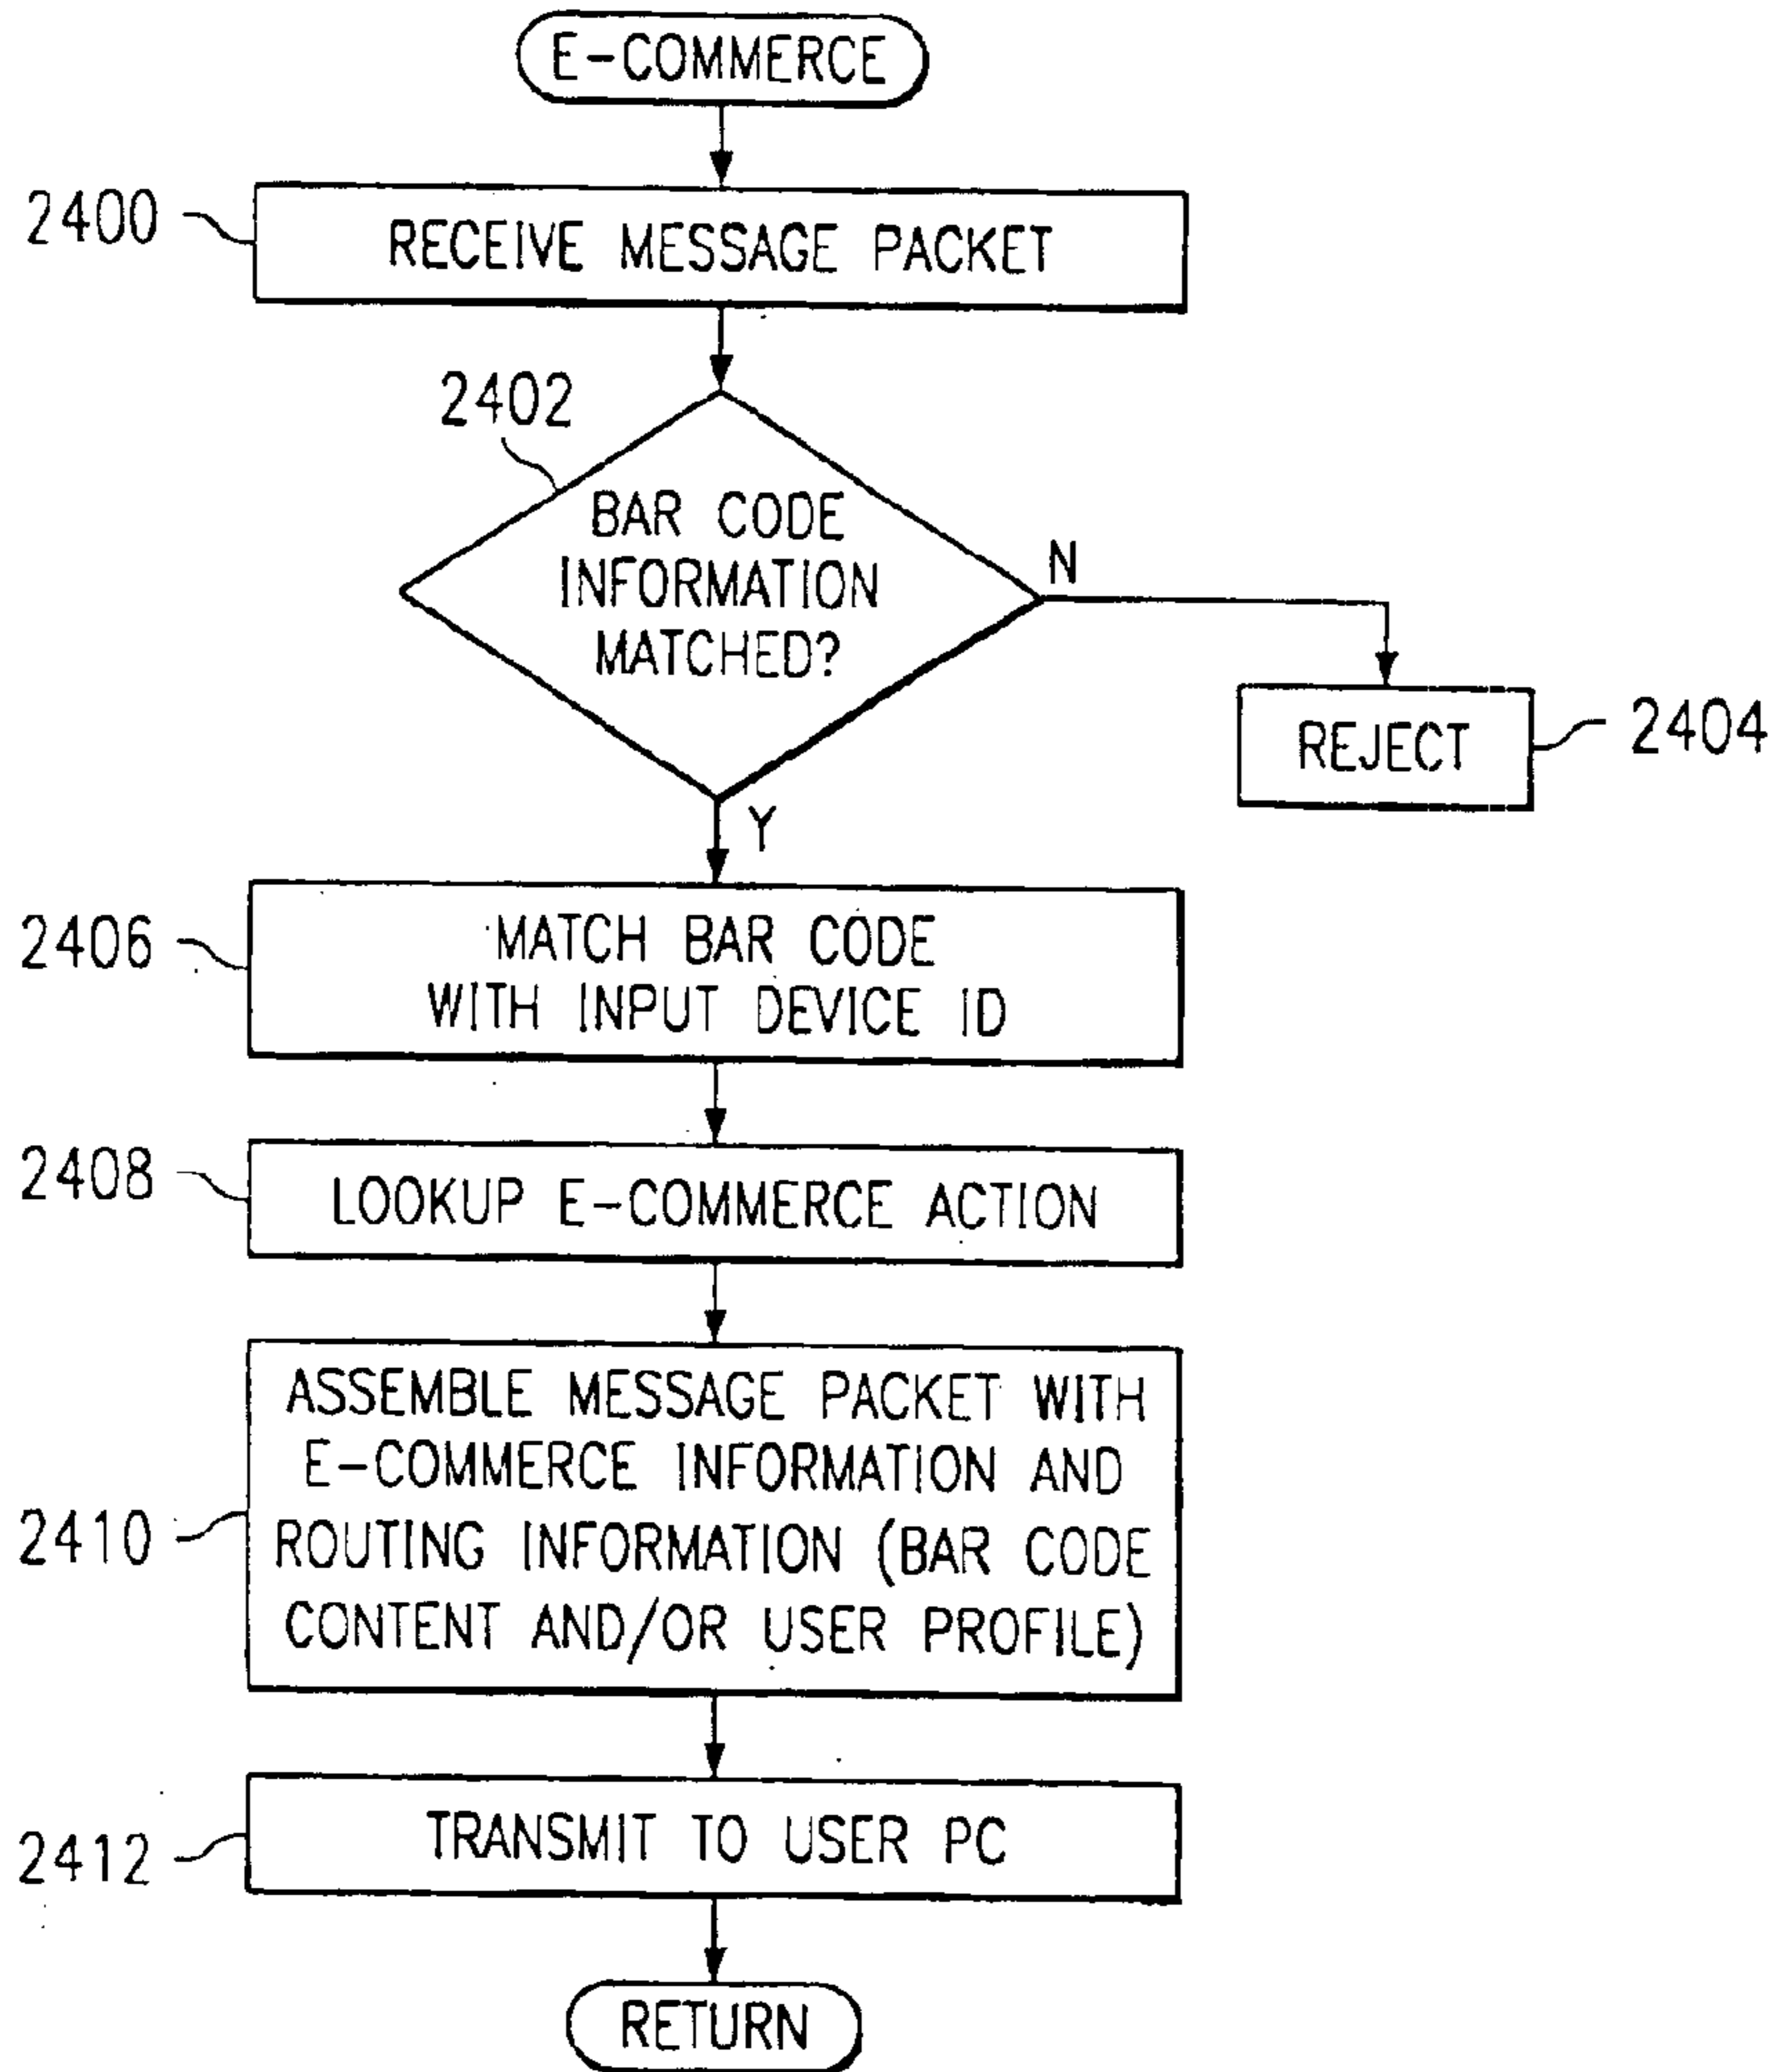 E-COMMERCE
2400
RECEIVE MESSAGE PACKET
2402
BAR CODE
INFORMATION
MATCHED?
N
REJECT
2404
Y
2406
MATCH BAR CODE
WITH INPUT DEVICE ID
2408
LOOKUP E-COMMERCE ACTION
2410
ASSEMBLE MESSAGE PACKET WITH
E-COMMERCE INFORMATION AND
ROUTING INFORMATION (BAR CODE
CONTENT AND/OR USER PROFILE)
2412
TRANSMIT TO USER PC
RETURN